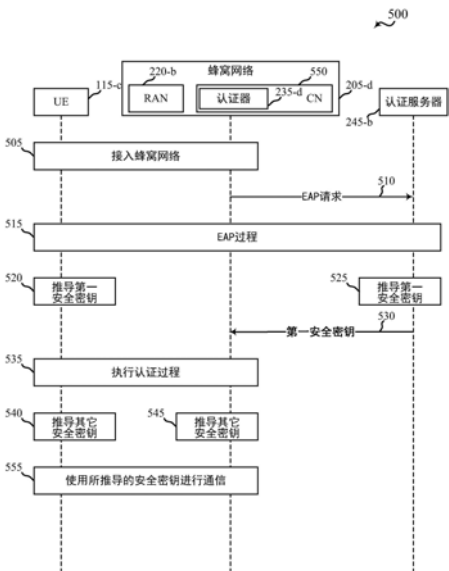 500
蜂窝网络
220-b
550
115-c
UE
RAN
认证器
235-d
CN
205-d
认证服务器
245-b
505
接入蜂窝网络
510
EAP请求
515
EAP过程
520
推导第一
安全密钥
525
推导第一
安全密钥
530
第一安全密钥
535
执行认证过程
540
推导其它
安全密钥
545
推导其它
安全密钥
555
使用所推导的安全密钥进行通信